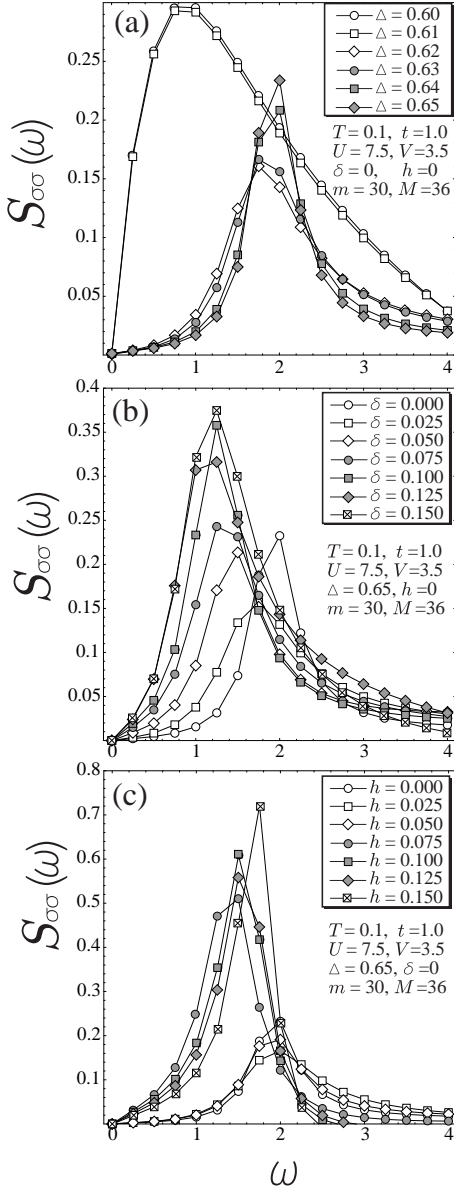 (a)
Δ = 0.60
Δ = 0.61
Δ = 0.62
Δ = 0.63
Δ = 0.64
Δ = 0.65
T = 0.1, t = 1.0
U = 7.5, V = 3.5
δ = 0, h = 0
m = 30, M = 36
S_σσ(ω)
0.25
0.2
0.15
0.1
0.05
0 1 2 3 4
(b)
δ = 0.000
δ = 0.025
δ = 0.050
δ = 0.075
δ = 0.100
δ = 0.125
δ = 0.150
T = 0.1, t = 1.0
U = 7.5, V = 3.5
Δ = 0.65, h = 0
m = 30, M = 36
S_σσ(ω)
0.4
0.35
0.3
0.25
0.2
0.15
0.1
0.05
0 1 2 3 4
(c)
h = 0.000
h = 0.025
h = 0.050
h = 0.075
h = 0.100
h = 0.125
h = 0.150
T = 0.1, t = 1.0
U = 7.5, V = 3.5
Δ = 0.65, δ = 0
m = 30, M = 36
S_σσ(ω)
0.8
0.7
0.6
0.5
0.4
0.3
0.2
0.1
0 1 2 3 4
ω